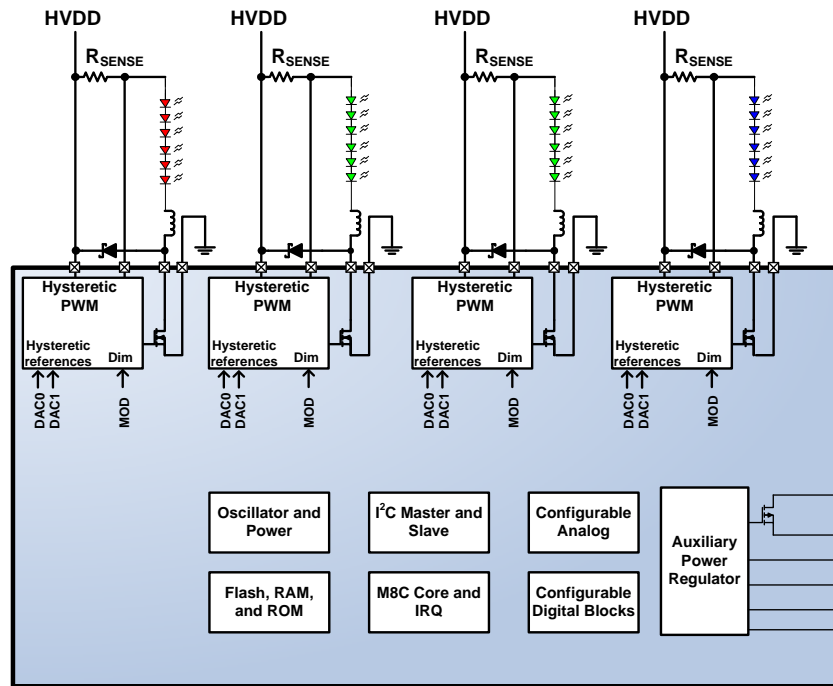 HVDD HVDD HVDD HVDD
RSENSE RSENSE RSENSE RSENSE
Hysteretic Hysteretic Hysteretic Hysteretic
PWM PWM PWM PWM
Hysteretic Hysteretic Hysteretic Hysteretic
references Dim references Dim references Dim references Dim
DAC0 DAC1 MOD DAC0 DAC1 MOD DAC0 DAC1 MOD DAC0 DAC1 MOD
Oscillator and
Power
I²C Master and
Slave
Configurable
Analog
Auxiliary
Power
Regulator
Flash, RAM,
and ROM
M8C Core and
IRQ
Configurable
Digital Blocks